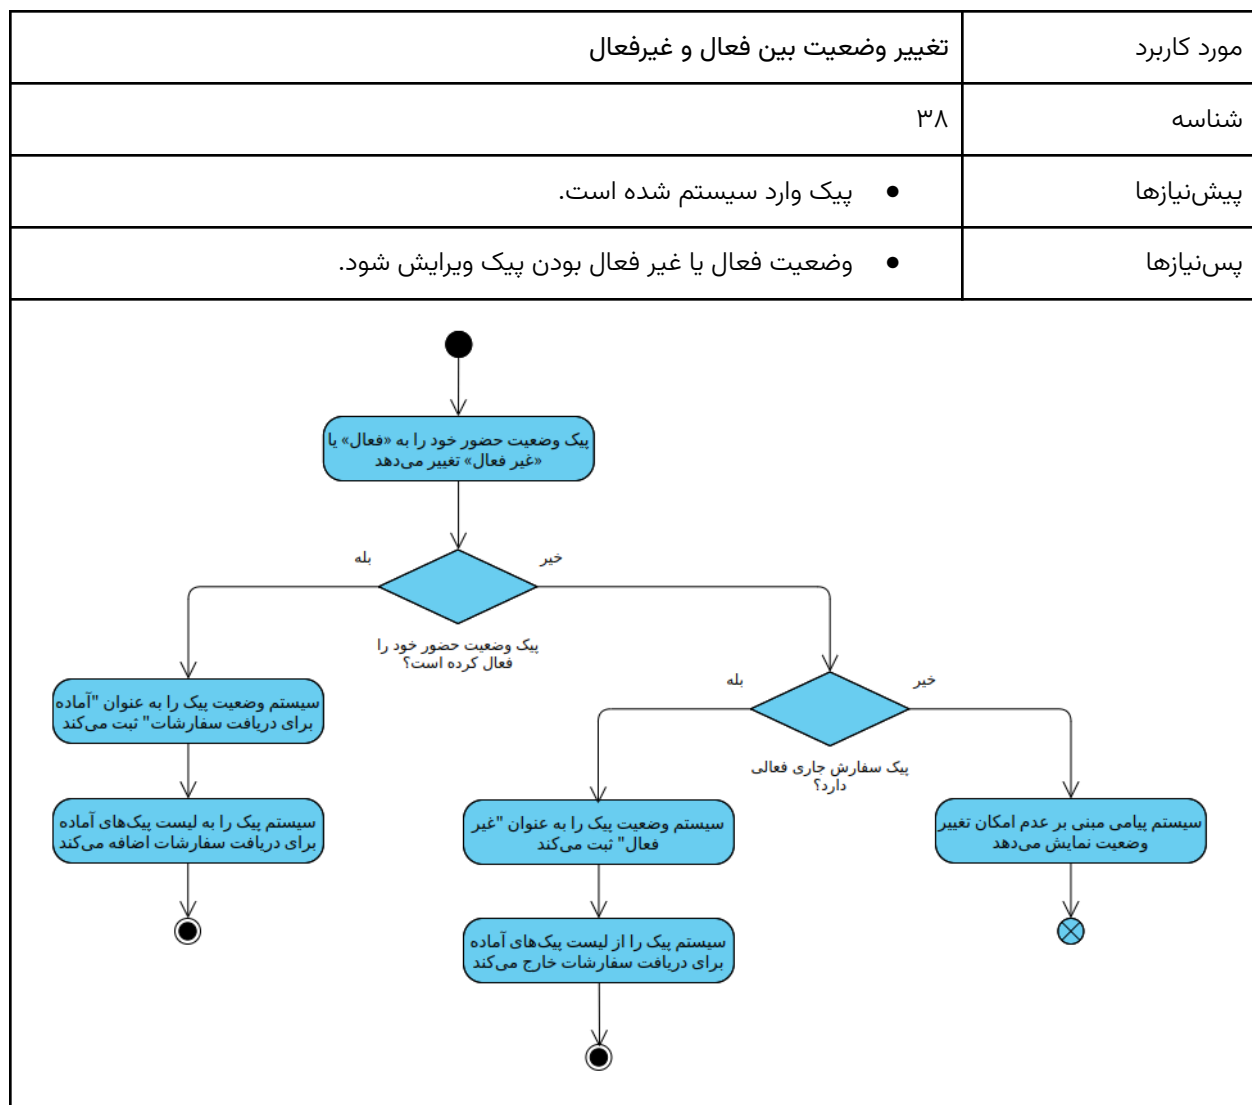 مورد کاربرد
تغییر وضعیت بین فعال و غیرفعال
شناسه
۳۸
پیش‌نیازها
● پیک وارد سیستم شده است.
پس‌نیازها
● وضعیت فعال یا غیر فعال بودن پیک ویرایش شود.
پیک وضعیت حضور خود را به «فعال» یا
«غیر فعال» تغییر می‌دهد
خیر
بله
پیک وضعیت حضور خود را
فعال کرده است؟
خیر
بله
پیک سفارش جاری فعالی
دارد؟
سیستم وضعیت پیک را به عنوان "آماده
برای دریافت سفارشات" ثبت می‌کند
سیستم پیک را به لیست پیک‌های آماده
برای دریافت سفارشات اضافه می‌کند
سیستم وضعیت پیک را به عنوان "غیر
فعال" ثبت می‌کند
سیستم پیک را از لیست پیک‌های آماده
برای دریافت سفارشات خارج می‌کند
سیستم پیامی مبنی بر عدم امکان تغییر
وضعیت نمایش می‌دهد